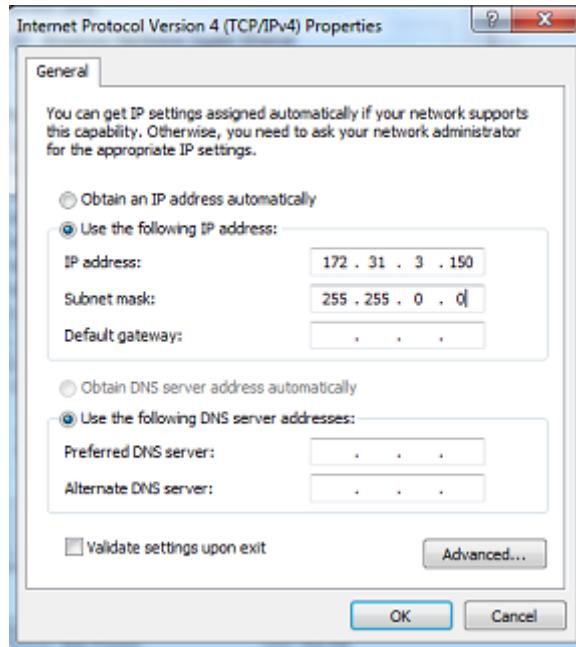 Internet Protocol Version 4 (TCP/IPv4) Properties
General
You can get IP settings assigned automatically if your network supports
this capability. Otherwise, you need to ask your network administrator
for the appropriate IP settings.
Obtain an IP address automatically
Use the following IP address:
IP address: 172 . 31 . 3 . 150
Subnet mask: 255 . 255 . 0 . 0
Default gateway: . . .
Obtain DNS server address automatically
Use the following DNS server addresses:
Preferred DNS server: . . .
Alternate DNS server: . . .
Validate settings upon exit
Advanced...
OK Cancel